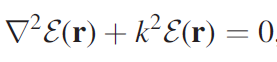 ∇²ℰ(𝐫) + k²ℰ(𝐫) = 0.